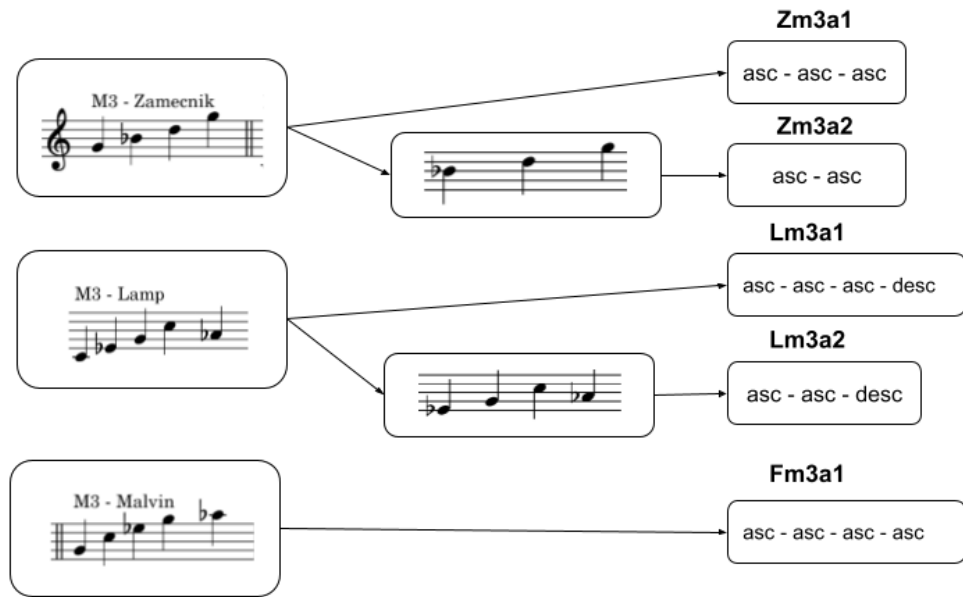 Zm3a1
asc - asc - asc
M3 - Zamecnik
Zm3a2
asc - asc
Lm3a1
asc - asc - asc - desc
M3 - Lamp
Lm3a2
asc - asc - desc
Fm3a1
M3 - Malvin
asc - asc - asc - asc